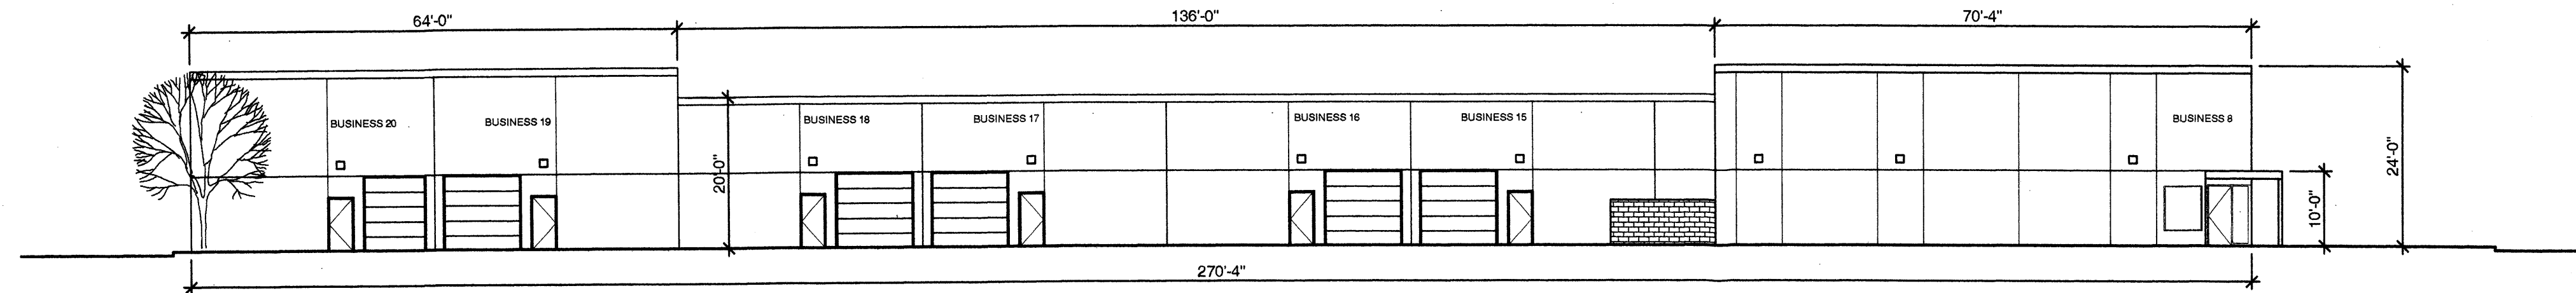 64'-0"
136'-0"
70'-4"
BUSINESS 20
BUSINESS 19
BUSINESS 18
BUSINESS 17
BUSINESS 16
BUSINESS 15
BUSINESS 8
20'-0"
24'-0"
10'-0"
270'-4"